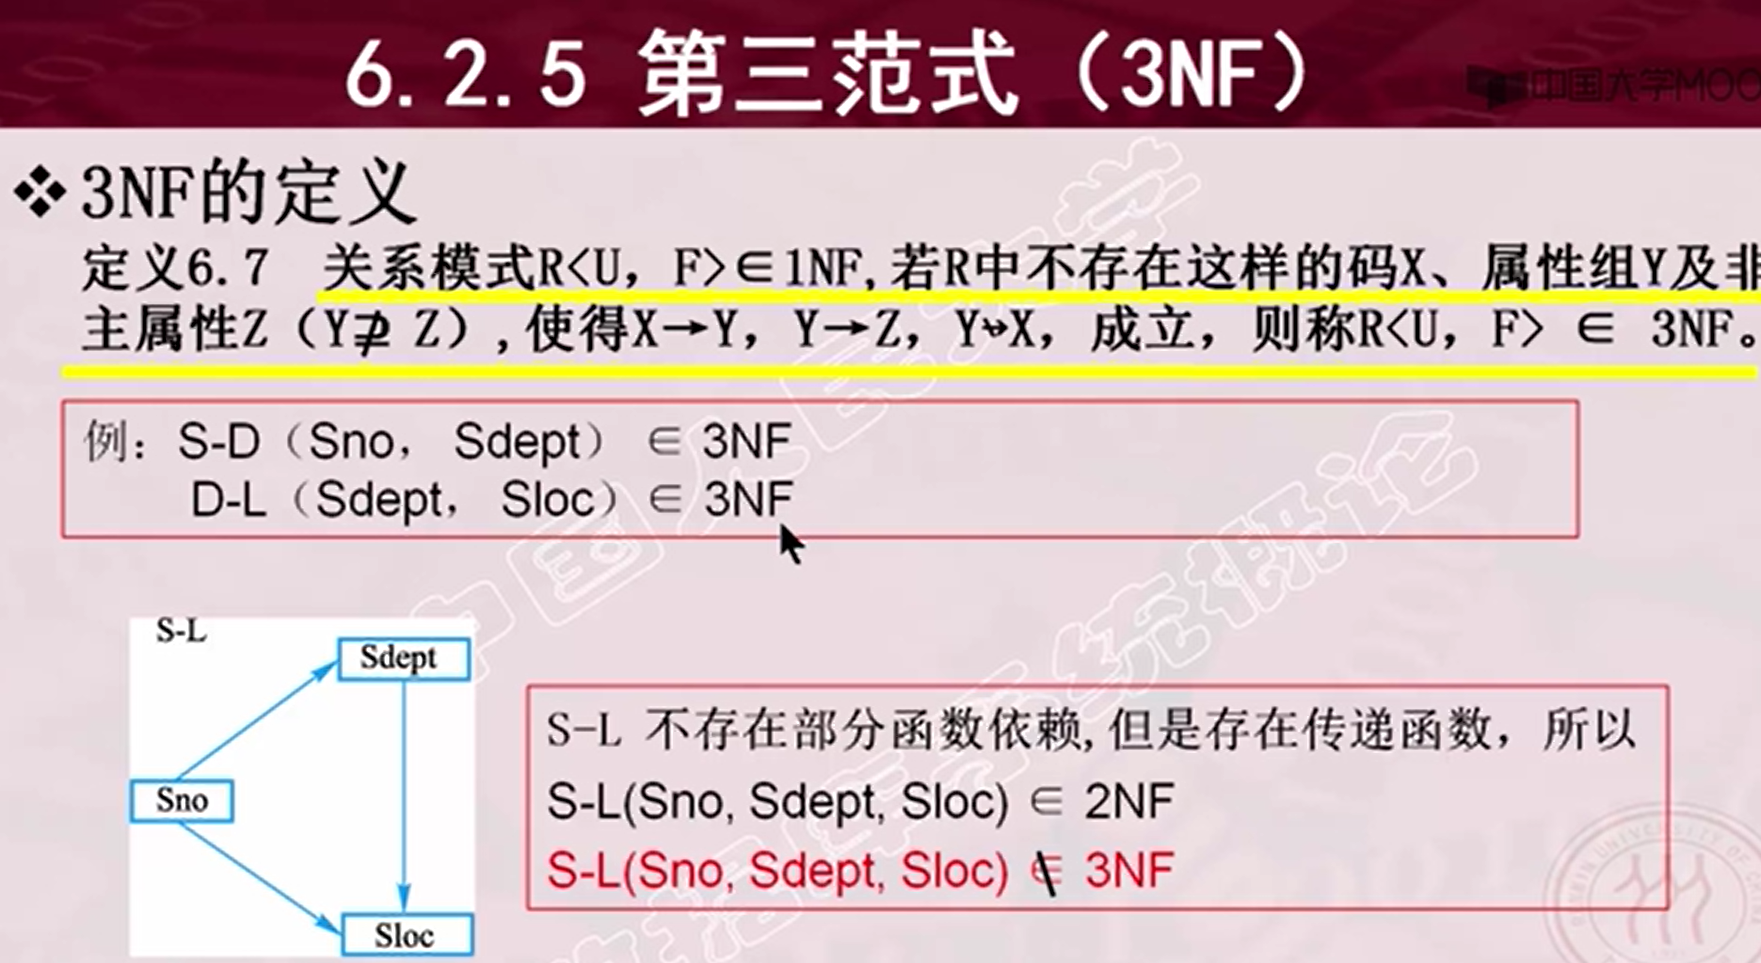 6.2.5 第三范式（3NF）
中国大学MOO
❖3NF的定义
定义6.7 关系模式R<U，F>∈1NF,若R中不存在这样的码X、属性组Y及非
主属性Z（Y⊉ Z）,使得X→Y，Y→Z，Y↛X，成立，则称R<U，F> ∈ 3NF。
例：S-D（Sno， Sdept） ∈ 3NF
D-L（Sdept， Sloc）∈ 3NF
S-L
Sdept
Sno
Sloc
S-L 不存在部分函数依赖,但是存在传递函数，所以
S-L(Sno, Sdept, Sloc) ∈ 2NF
S-L(Sno, Sdept, Sloc) ∉ 3NF